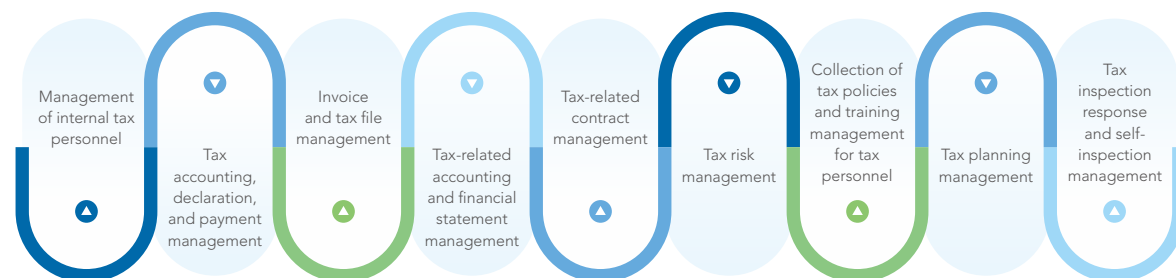 Management
of internal tax
personnel
Tax
accounting,
declaration,
and payment
management
Invoice
and tax file
management
Tax-related
accounting
and financial
statement
management
Tax-related
contract
management
Tax risk
management
Collection of
tax policies
and training
management
for tax
personnel
Tax planning
management
Tax
inspection
response
and self-
inspection
management